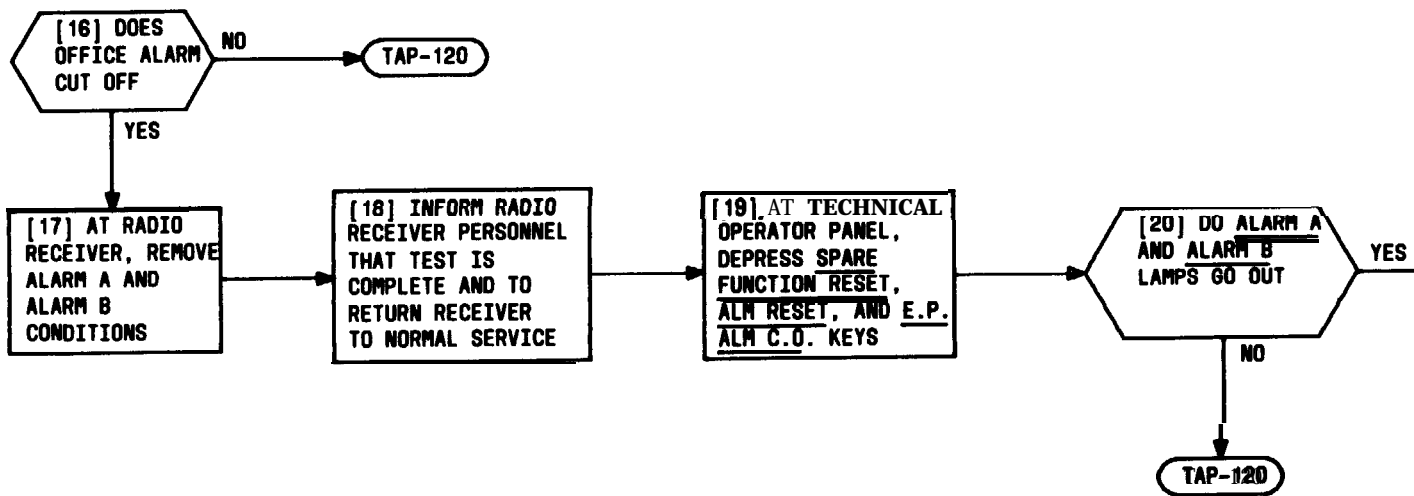 [16] DOES
OFFICE ALARM
CUT OFF
NO
TAP-120
YES
[17] AT RADIO
RECEIVER, REMOVE
ALARM A AND
ALARM B
CONDITIONS
[18] INFORM RADIO
RECEIVER PERSONNEL
THAT TEST IS
COMPLETE AND TO
RETURN RECEIVER
TO NORMAL SERVICE
[19] AT TECHNICAL
OPERATOR PANEL,
DEPRESS SPARE
FUNCTION RESET,
ALM RESET, AND E.P.
ALM C.O. KEYS
[20] DO ALARM A
AND ALARM B
LAMPS GO OUT
YES
NO
TAP-120